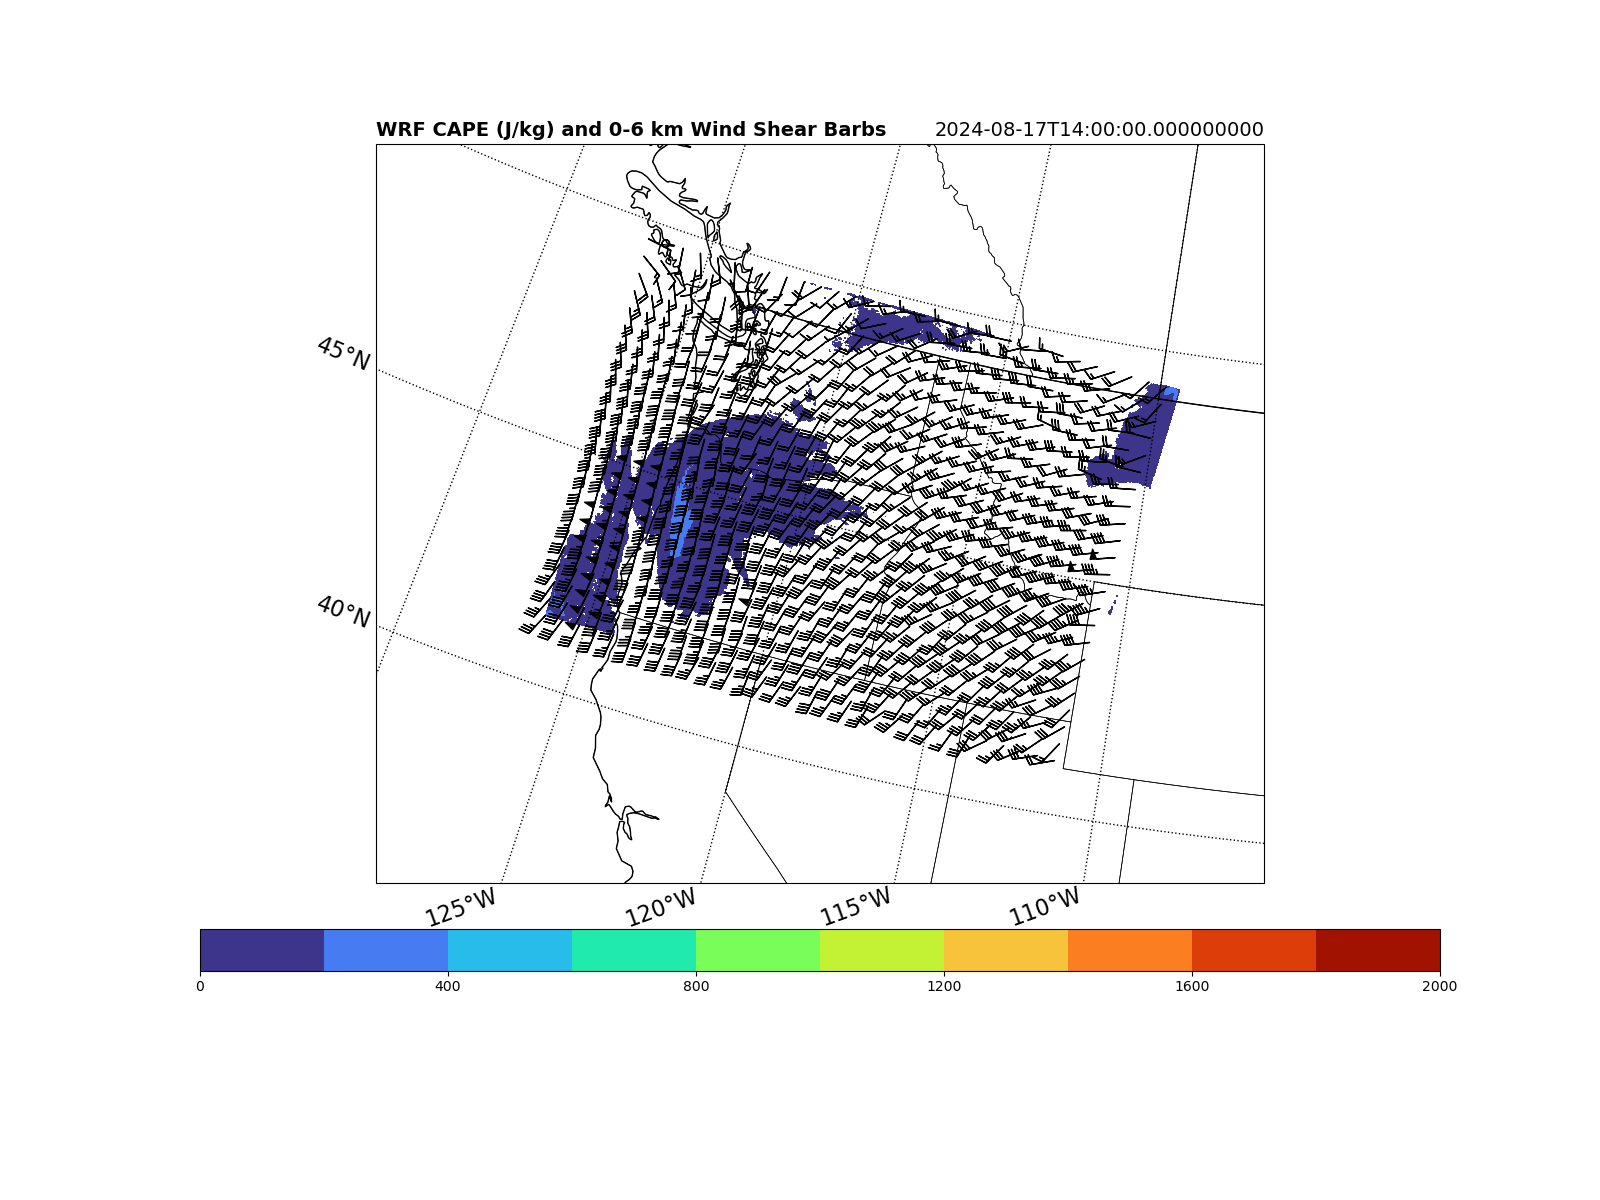 WRF CAPE (J/kg) and 0-6 km Wind Shear Barbs 2024-08-17T14:00:00.000000000
45°N
40°N
125°W 120°W 115°W 110°W
0 400 800 1200 1600 2000